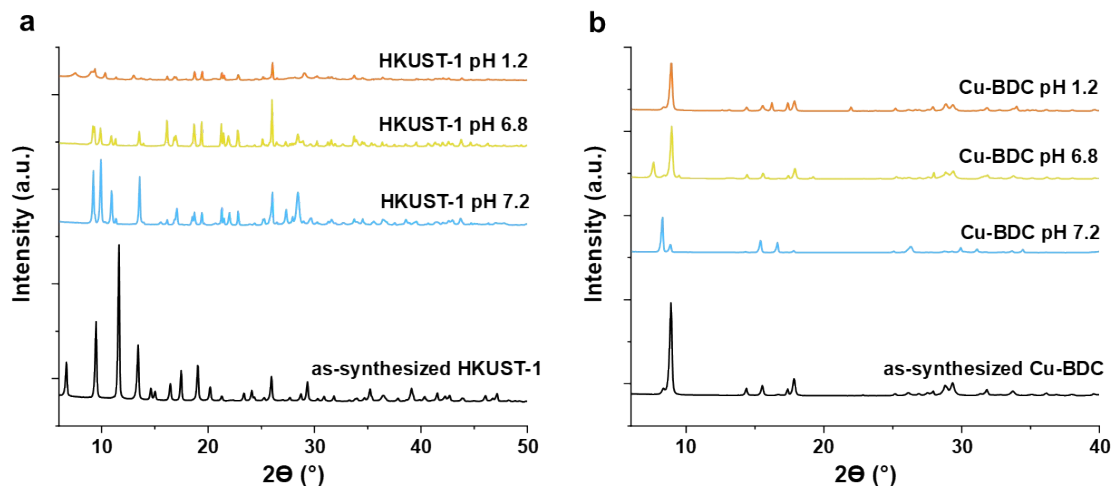 a
HKUST-1 pH 1.2
HKUST-1 pH 6.8
HKUST-1 pH 7.2
as-synthesized HKUST-1
Intensity (a.u.)
10 20 30 40 50
2Θ (°)
b
Cu-BDC pH 1.2
Cu-BDC pH 6.8
Cu-BDC pH 7.2
as-synthesized Cu-BDC
Intensity (a.u.)
10 20 30 40
2Θ (°)